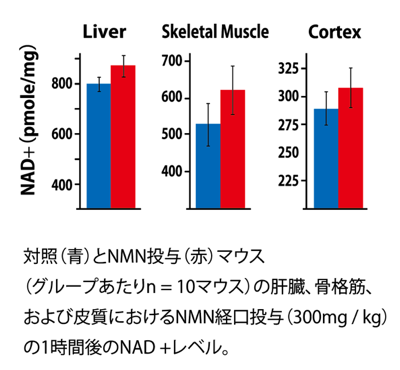 Liver Skeletal Muscle Cortex
NAD+ (pmole/mg)
800
600
400
700
600
500
400
325
300
275
250
225
対照（青）とNMN投与（赤）マウス
（グループあたりn = 10マウス）の肝臓、骨格筋、
および皮質におけるNMN経口投与（300mg / kg）
の1時間後のNAD +レベル。